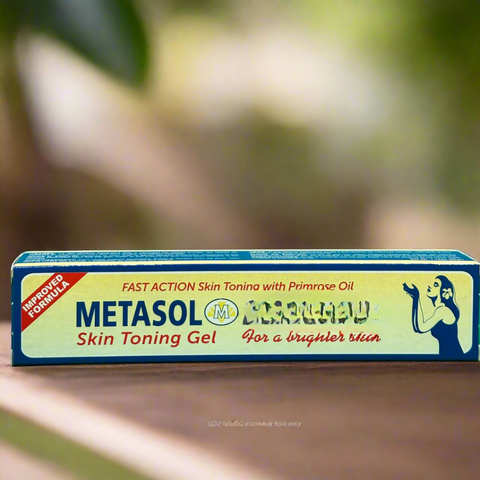 IMPROVED
FORMULA
FAST ACTION Skin Toning with Primrose Oil
METASOL M
Skin Toning Gel
For a brighter skin